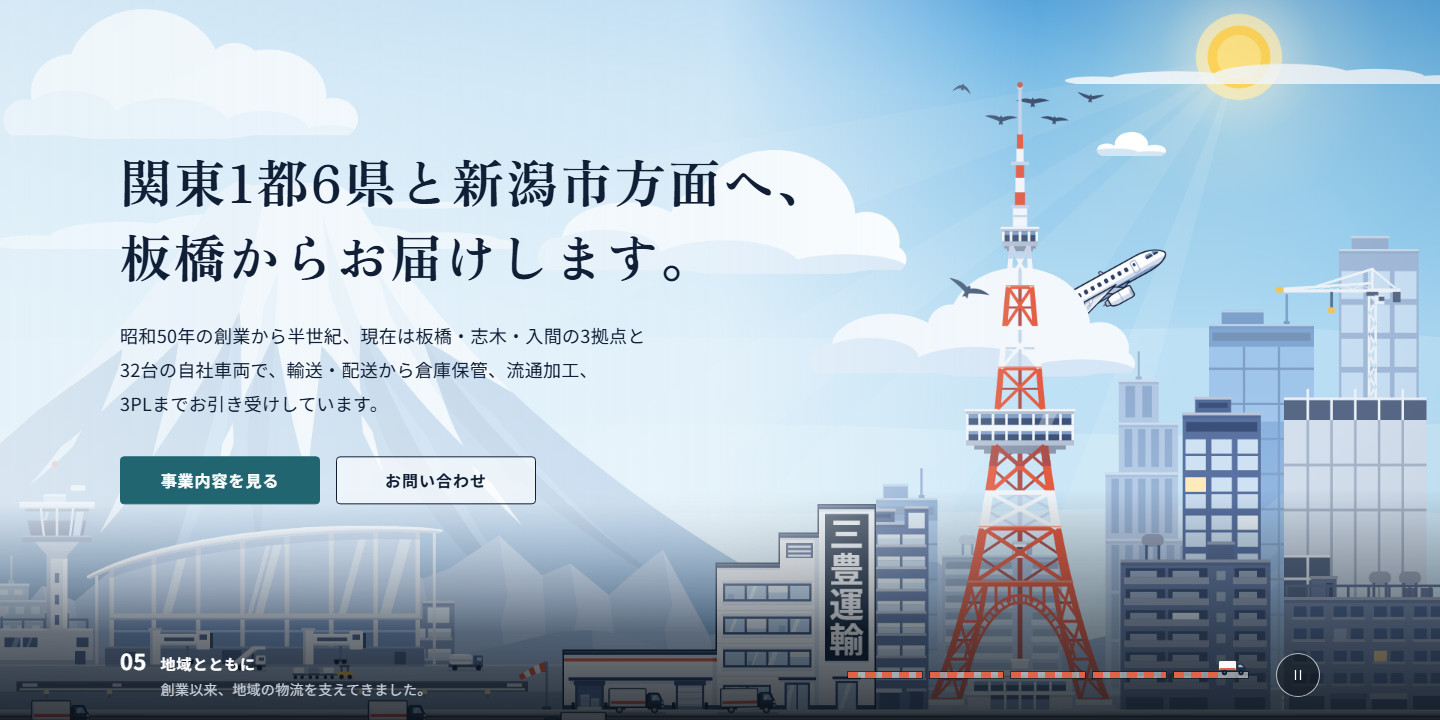 関東1都6県と新潟市方面へ、
板橋からお届けします。
昭和50年の創業から半世紀、現在は板橋・志木・入間の3拠点と
32台の自社車両で、輸送・配送から倉庫保管、流通加工、
3PLまでお引き受けしています。
事業内容を見る
お問い合わせ
三豊運輸
05 地域とともに
創業以来、地域の物流を支えてきました。